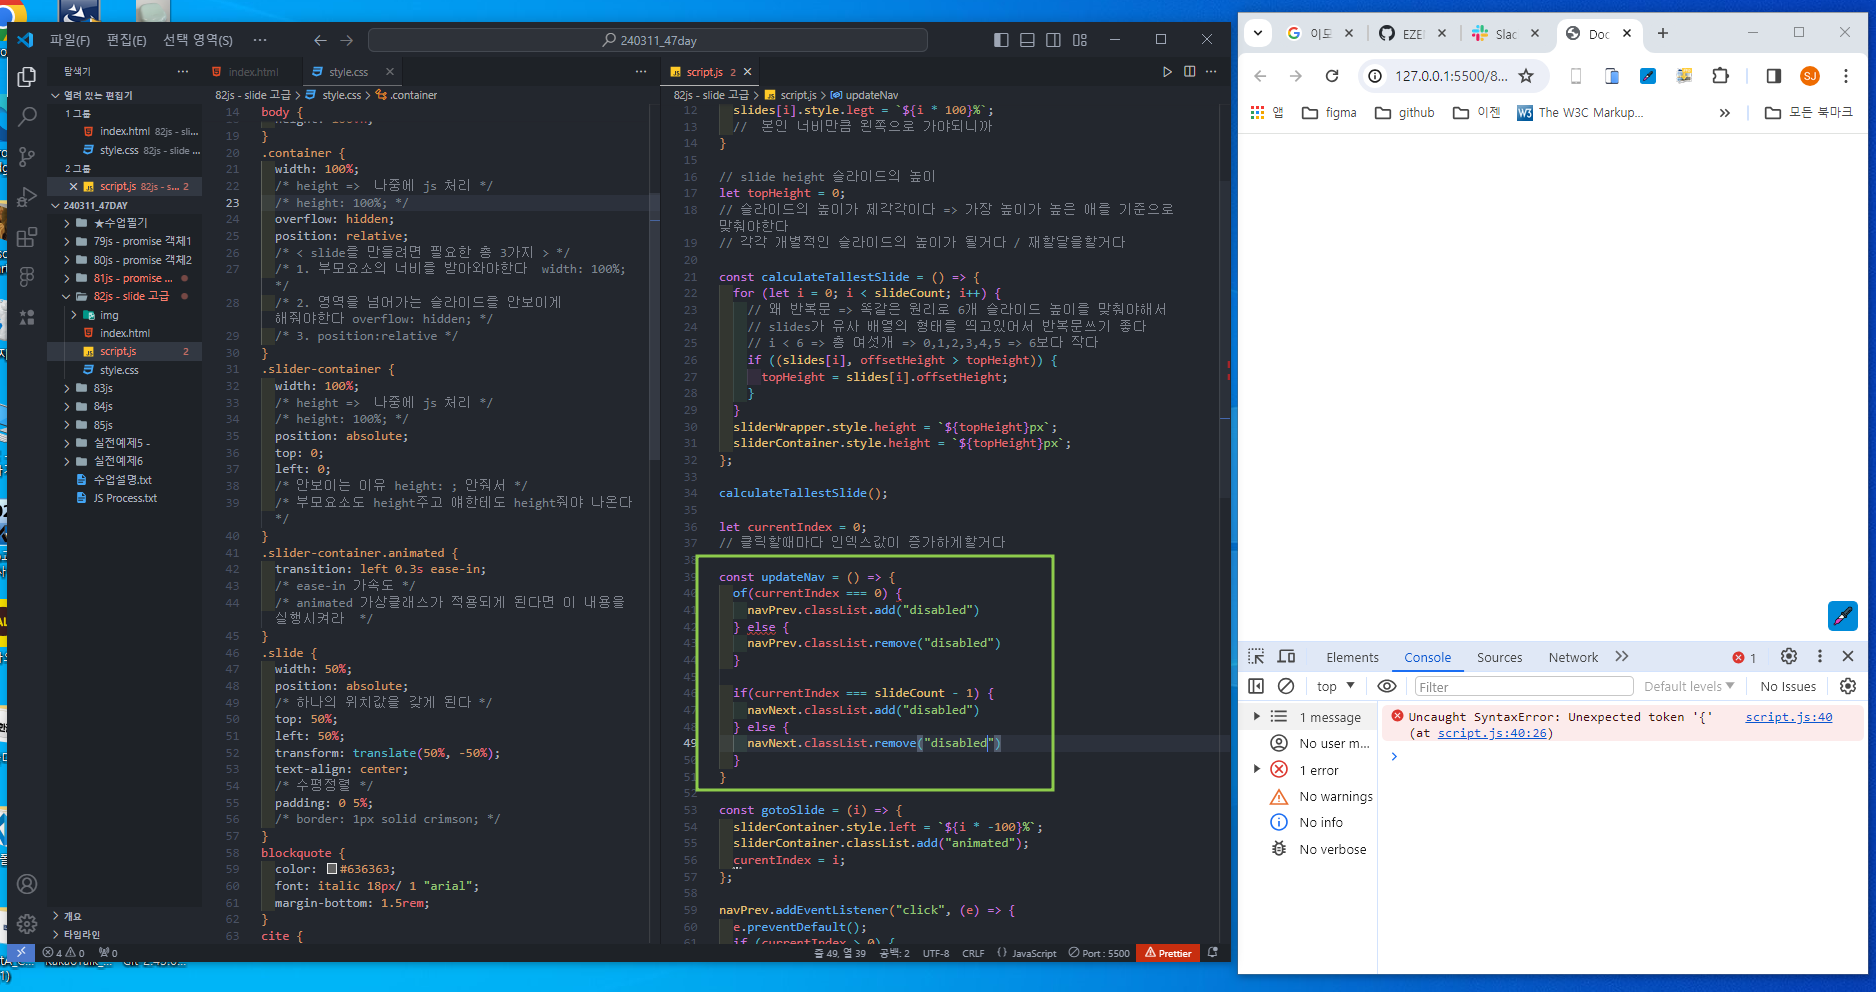 파일(F) 편집(E) 선택 영역(S) ··· 240311_47day
탐색기
열려 있는 편집기
1 그룹
index.html 82js - sli...
style.css 82js - slide ...
2 그룹
script.js 82js - s... 2
240311_47DAY
★수업필기
79js - promise 객체1
80js - promise 객체2
81js - promise ...
82js - slide 고급
img
index.html
script.js 2
style.css
83js
84js
85js
실전예제5 -
실전예제6
수업설명.txt
JS Process.txt
개요
타임라인
index.html
style.css
82js - slide 고급 > style.css > .container
14 body {
19 }
20 .container {
21 width: 100%;
22 /* height => 나중에 js 처리 */
23 /* height: 100%; */
24 overflow: hidden;
25 position: relative;
26 /* < slide를 만들려면 필요한 총 3가지 > */
27 /* 1. 부모요소의 너비를 받아와야한다 width: 100%;
*/
28 /* 2. 영역을 넘어가는 슬라이드를 안보이게
해줘야한다 overflow: hidden; */
29 /* 3. position:relative */
30 }
31 .slider-container {
32 width: 100%;
33 /* height => 나중에 js 처리 */
34 /* height: 100%; */
35 position: absolute;
36 top: 0;
37 left: 0;
38 /* 안보이는 이유 height: ; 안줘서 */
39 /* 부모요소도 height주고 얘한테도 height줘야 나온다
*/
40 }
41 .slider-container.animated {
42 transition: left 0.3s ease-in;
43 /* ease-in 가속도 */
44 /* animated 가상클래스가 적용되게 된다면 이 내용을
실행시켜라 */
45 }
46 .slide {
47 width: 50%;
48 position: absolute;
49 /* 하나의 위치값을 갖게 된다 */
50 top: 50%;
51 left: 50%;
52 transform: translate(50%, -50%);
53 text-align: center;
54 /* 수평정렬 */
55 padding: 0 5%;
56 /* border: 1px solid crimson; */
57 }
58 blockquote {
59 color: #636363;
60 font: italic 18px/ 1 "arial";
61 margin-bottom: 1.5rem;
62 }
63 cite {
script.js 2
82js - slide 고급 > script.js > updateNav
12 slides[i].style.legt = `${i * 100}%`;
13 // 본인 너비만큼 왼쪽으로 가야되니까
14 }
15
16 // slide height 슬라이드의 높이
17 let topHeight = 0;
18 // 슬라이드의 높이가 제각각이다 => 가장 높이가 높은 애를 기준으로
맞춰야한다
19 // 각각 개별적인 슬라이드의 높이가 될거다 / 재할달을할거다
20
21 const calculateTallestSlide = () => {
22 for (let i = 0; i < slideCount; i++) {
23 // 왜 반복문 => 똑같은 원리로 6개 슬라이드 높이를 맞춰야해서
24 // slides가 유사 배열의 형태를 띄고있어서 반복문쓰기 좋다
25 // i < 6 => 총 여섯개 => 0,1,2,3,4,5 => 6보다 작다
26 if ((slides[i], offsetHeight > topHeight)) {
27 topHeight = slides[i].offsetHeight;
28 }
29 }
30 sliderWrapper.style.height = `${topHeight}px`;
31 sliderContainer.style.height = `${topHeight}px`;
32 };
33
34 calculateTallestSlide();
35
36 let currentIndex = 0;
37 // 클릭할때마다 인덱스값이 증가하게할거다
38
39 const updateNav = () => {
40 of(currentIndex === 0) {
41 navPrev.classList.add("disabled")
42 } else {
43 navPrev.classList.remove("disabled")
44 }
45
46 if(currentIndex === slideCount - 1) {
47 navNext.classList.add("disabled")
48 } else {
49 navNext.classList.remove("disabled")
50 }
51 }
52
53 const gotoSlide = (i) => {
54 sliderContainer.style.left = `${i * -100}%`;
55 sliderContainer.classList.add("animated");
56 curentIndex = i;
57 };
58
59 navPrev.addEventListener("click", (e) => {
60 e.preventDefault();
61 if (currentIndex > 0) {
4 0 0
줄 49, 열 39 공백: 2 UTF-8 CRLF JavaScript Port : 5500 Prettier
이모 EZEI Slac Doc
127.0.0.1:5500/8... SJ
앱 figma github 이젠 The W3C Markup... 모든 북마크
Elements Console Sources Network 1
top Filter Default levels No Issues
1 message
No user m...
1 error
No warnings
No info
No verbose
Uncaught SyntaxError: Unexpected token '{' script.js:40
(at script.js:40:26)